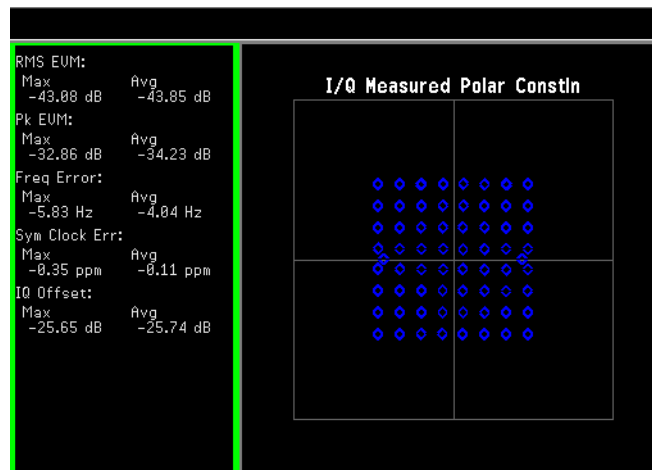 RMS EVM:
Max Avg
-43.08 dB -43.85 dB
Pk EVM:
Max Avg
-32.86 dB -34.23 dB
Freq Error:
Max Avg
-5.83 Hz -4.04 Hz
Sym Clock Err:
Max Avg
-0.35 ppm -0.11 ppm
IQ Offset:
Max Avg
-25.65 dB -25.74 dB
I/Q Measured Polar Constln